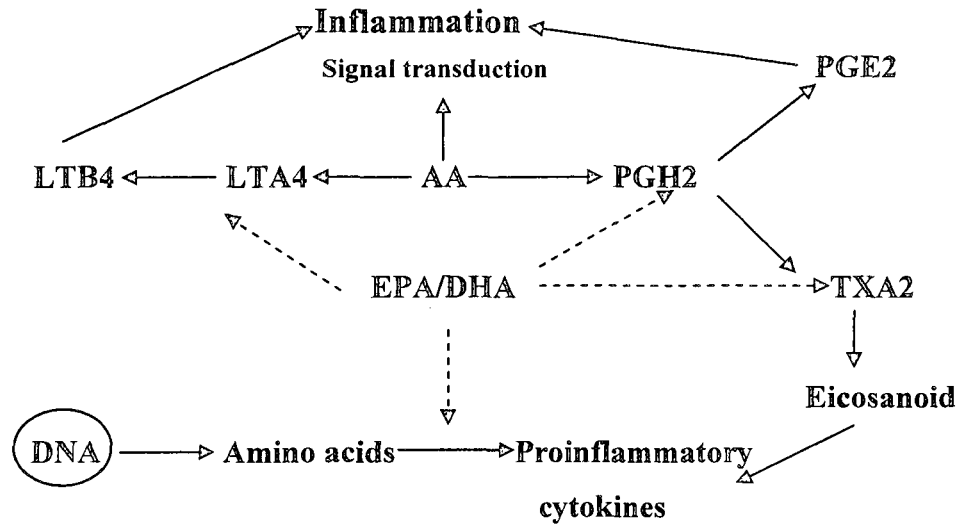 Inflammation
Signal transduction
PGE2
LTB4
LTA4
AA
PGH2
EPA/DHA
TXA2
Eicosanoid
DNA
Amino acids
Proinflammatory
cytokines